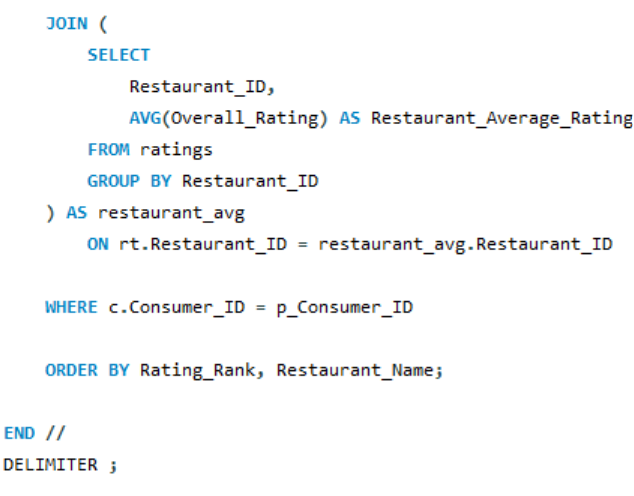 JOIN (
SELECT
Restaurant_ID,
AVG(Overall_Rating) AS Restaurant_Average_Rating
FROM ratings
GROUP BY Restaurant_ID
) AS restaurant_avg
ON rt.Restaurant_ID = restaurant_avg.Restaurant_ID
WHERE c.Consumer_ID = p_Consumer_ID
ORDER BY Rating_Rank, Restaurant_Name;
END //
DELIMITER ;